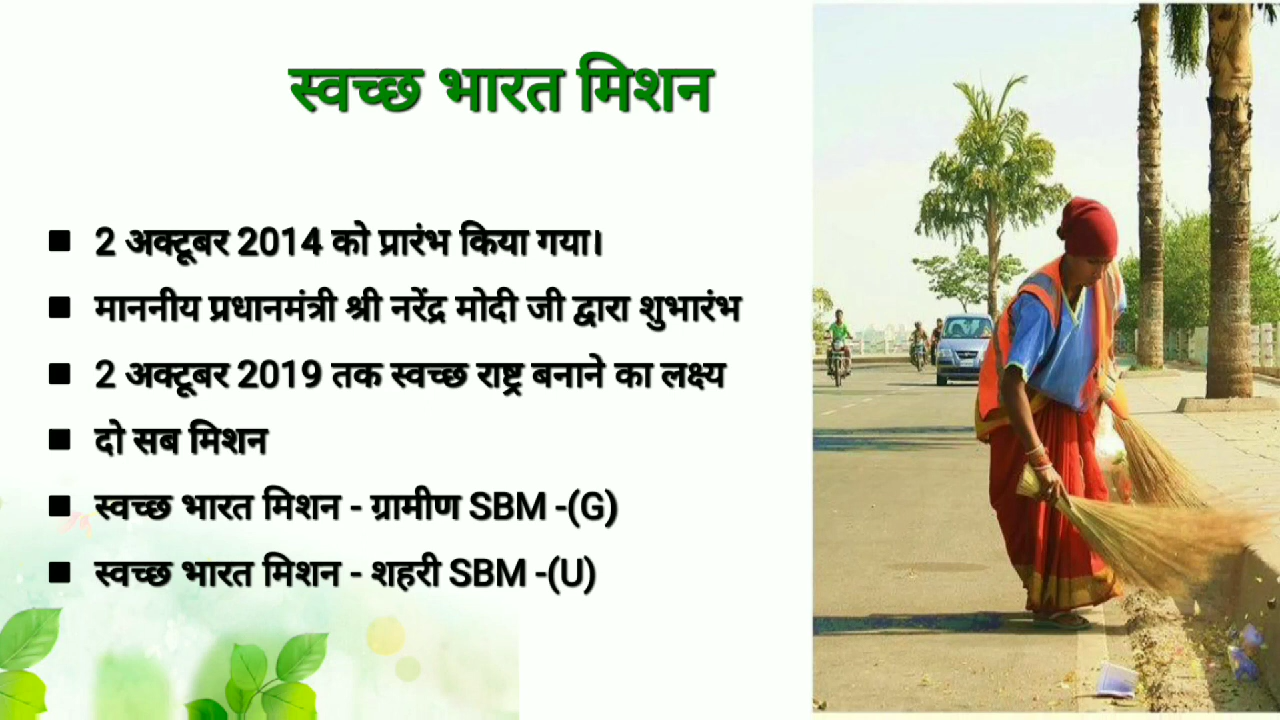 स्वच्छ भारत मिशन
■ 2 अक्टूबर 2014 को प्रारंभ किया गया।
■ माननीय प्रधानमंत्री श्री नरेंद्र मोदी जी द्वारा शुभारंभ
■ 2 अक्टूबर 2019 तक स्वच्छ राष्ट्र बनाने का लक्ष्य
■ दो सब मिशन
■ स्वच्छ भारत मिशन - ग्रामीण SBM -(G)
■ स्वच्छ भारत मिशन - शहरी SBM -(U)